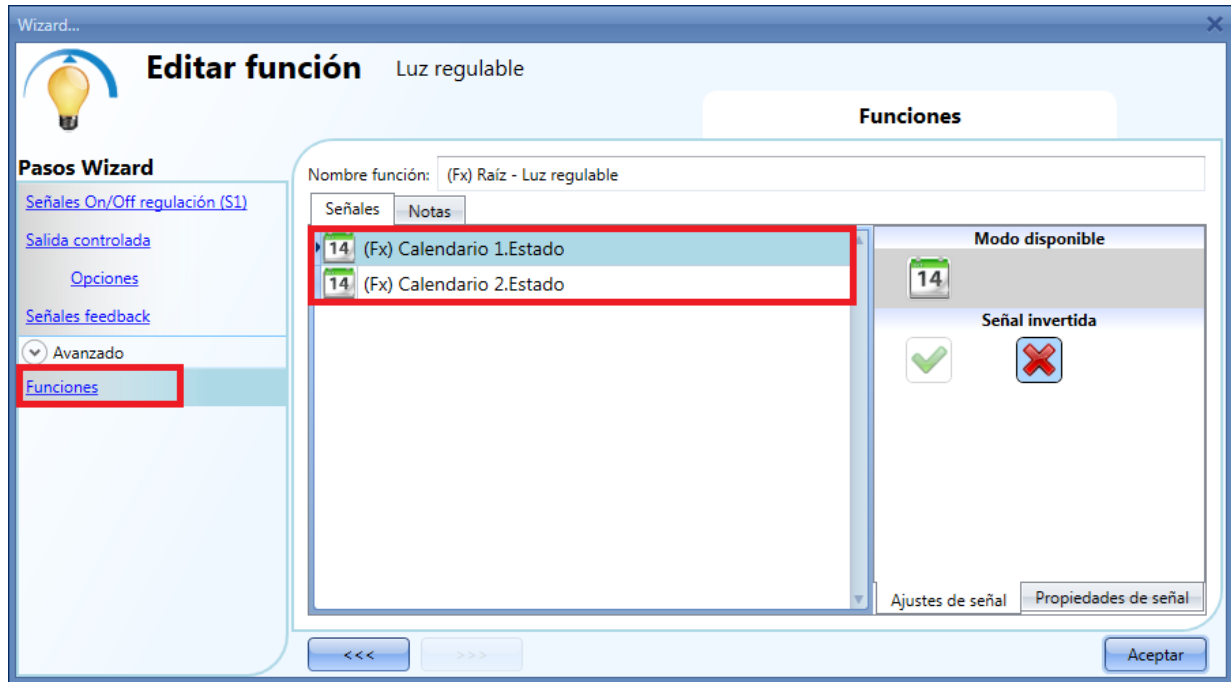 Wizard...
Editar función Luz regulable
Funciones
Pasos Wizard
Señales On/Off regulación (S1)
Salida controlada
Opciones
Señales feedback
Avanzado
Funciones
Nombre función: (Fx) Raíz - Luz regulable
Señales Notas
14 (Fx) Calendario 1.Estado
14 (Fx) Calendario 2.Estado
Modo disponible
14
Señal invertida
Ajustes de señal Propiedades de señal
<<< >>> Aceptar